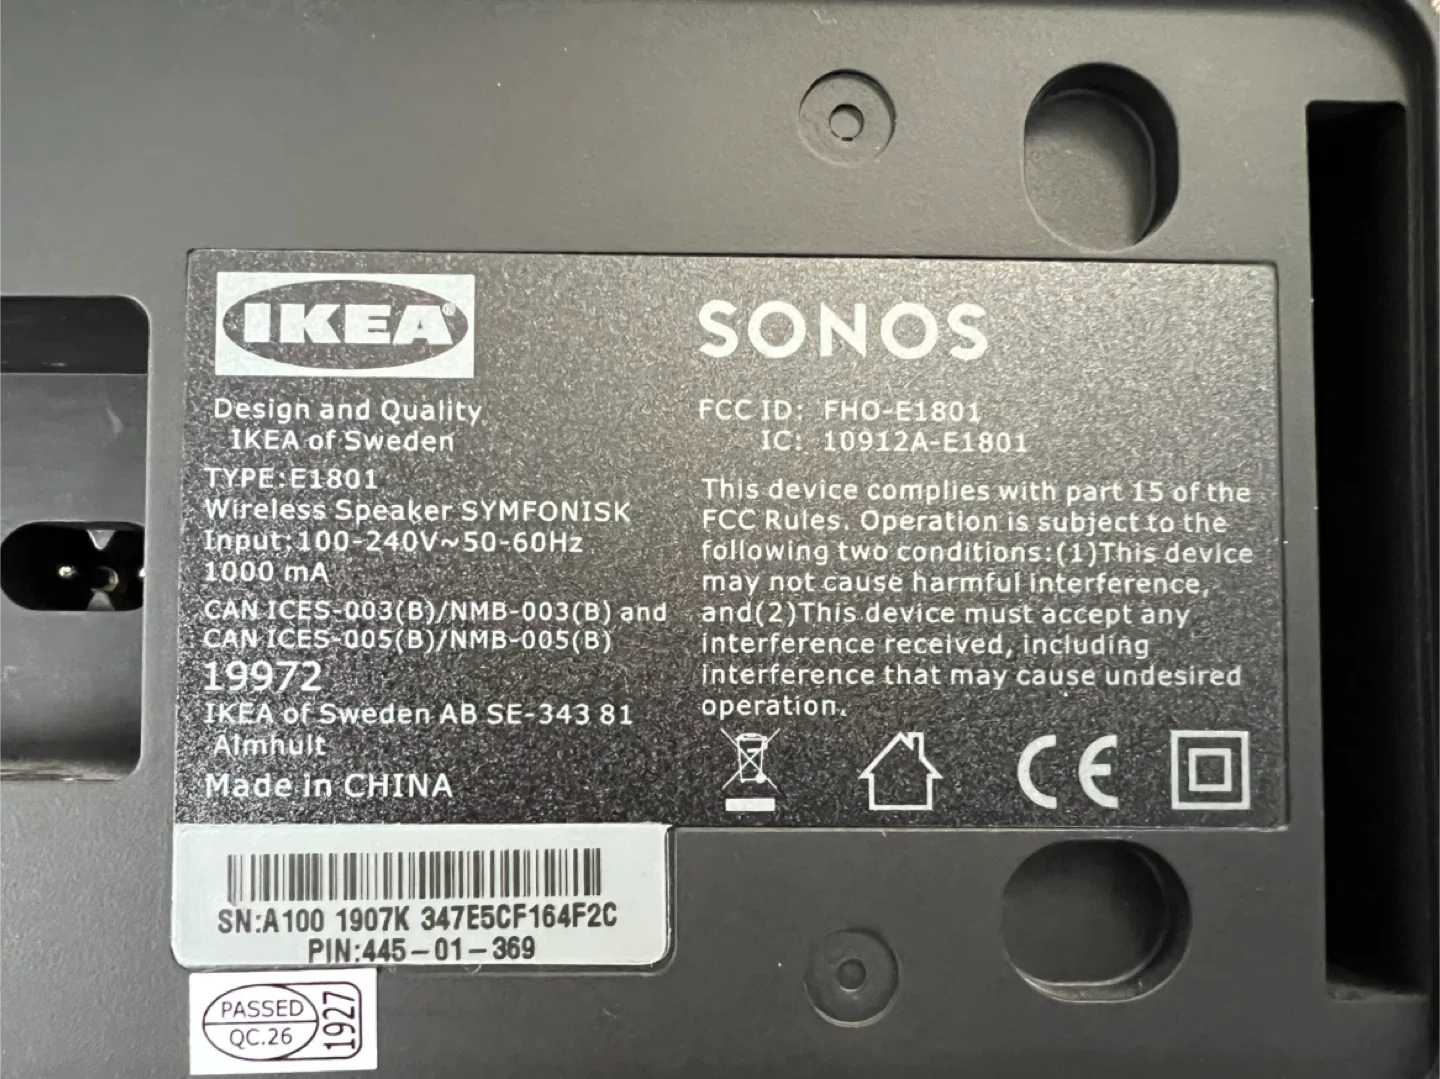 IKEA®
Design and Quality
IKEA of Sweden
TYPE:E1801
Wireless Speaker SYMFONISK
Input:100-240V~50-60Hz
1000 mA
CAN ICES-003(B)/NMB-003(B) and
CAN ICES-005(B)/NMB-005(B)
19972
IKEA of Sweden AB SE-343 81
Almhult
Made in CHINA
SONOS
FCC ID: FHO-E1801
IC: 10912A-E1801
This device complies with part 15 of the
FCC Rules. Operation is subject to the
following two conditions:(1)This device
may not cause harmful interference,
and(2)This device must accept any
interference received, including
interference that may cause undesired
operation.
CE
SN:A100 1907K 347E5CF164F2C
PIN:445-01-369
PASSED
QC.26
1927